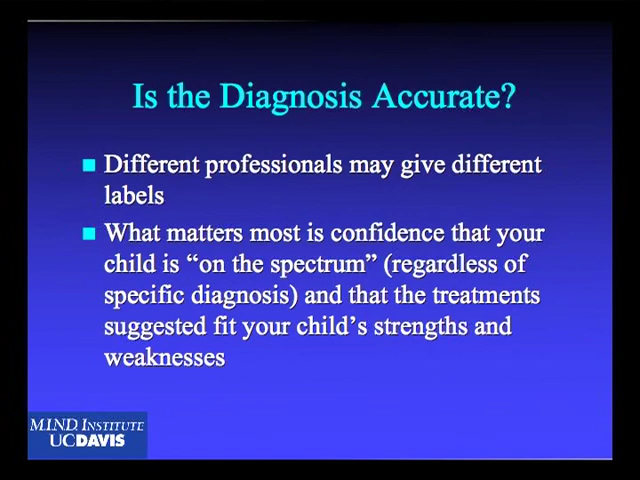 Is the Diagnosis Accurate?
Different professionals may give different
labels
What matters most is confidence that your
child is “on the spectrum” (regardless of
specific diagnosis) and that the treatments
suggested fit your child’s strengths and
weaknesses
MIND INSTITUTE
UCDAVIS